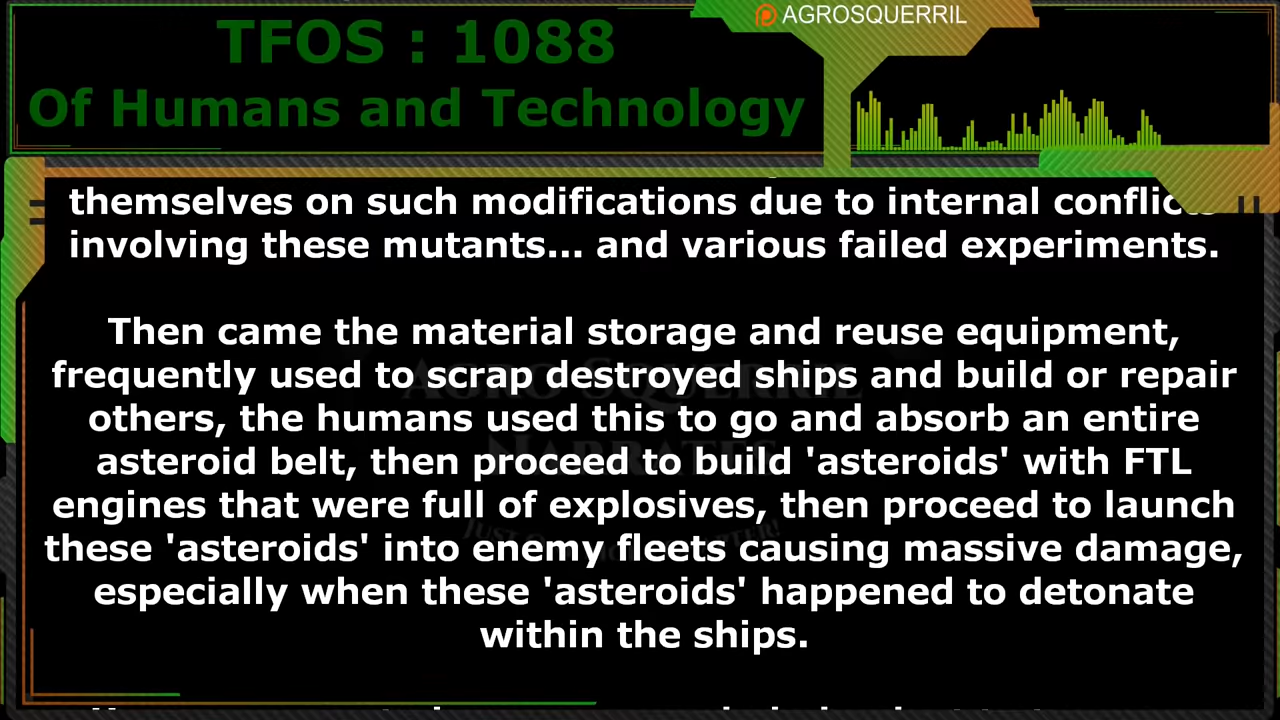 AGROSQUERRIL
TFOS : 1088
Of Humans and Technology
themselves on such modifications due to internal conflicts
involving these mutants... and various failed experiments.
Then came the material storage and reuse equipment,
frequently used to scrap destroyed ships and build or repair
others, the humans used this to go and absorb an entire
asteroid belt, then proceed to build 'asteroids' with FTL
engines that were full of explosives, then proceed to launch
these 'asteroids' into enemy fleets causing massive damage,
especially when these 'asteroids' happened to detonate
within the ships.